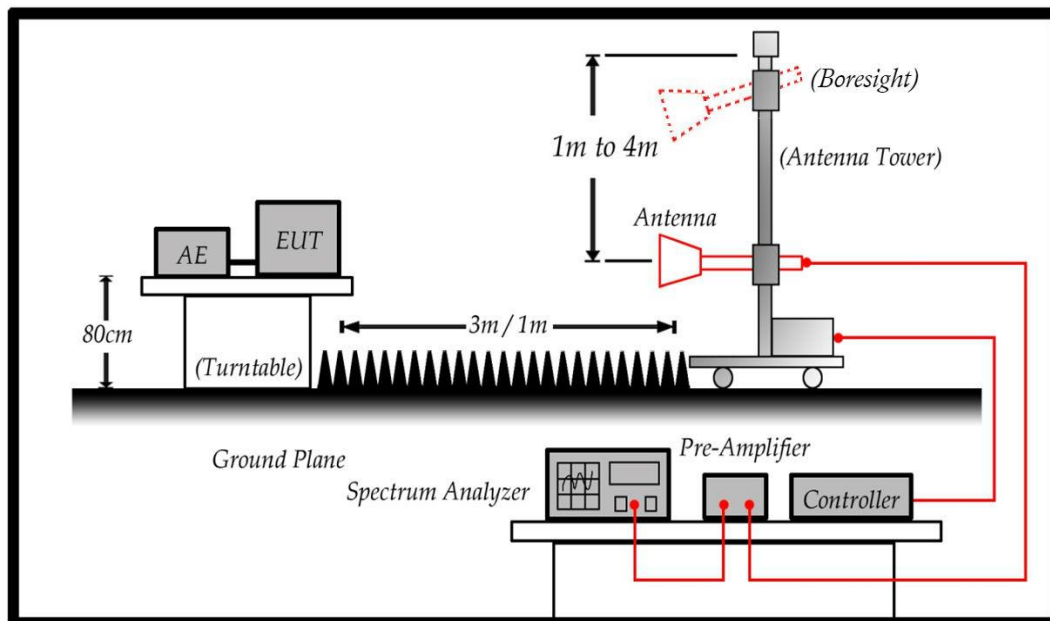 (Boresight)
1m to 4m
(Antenna Tower)
Antenna
EUT
AE
80cm
3m / 1m
(Turntable)
Pre-Amplifier
Ground Plane
Spectrum Analyzer
Controller